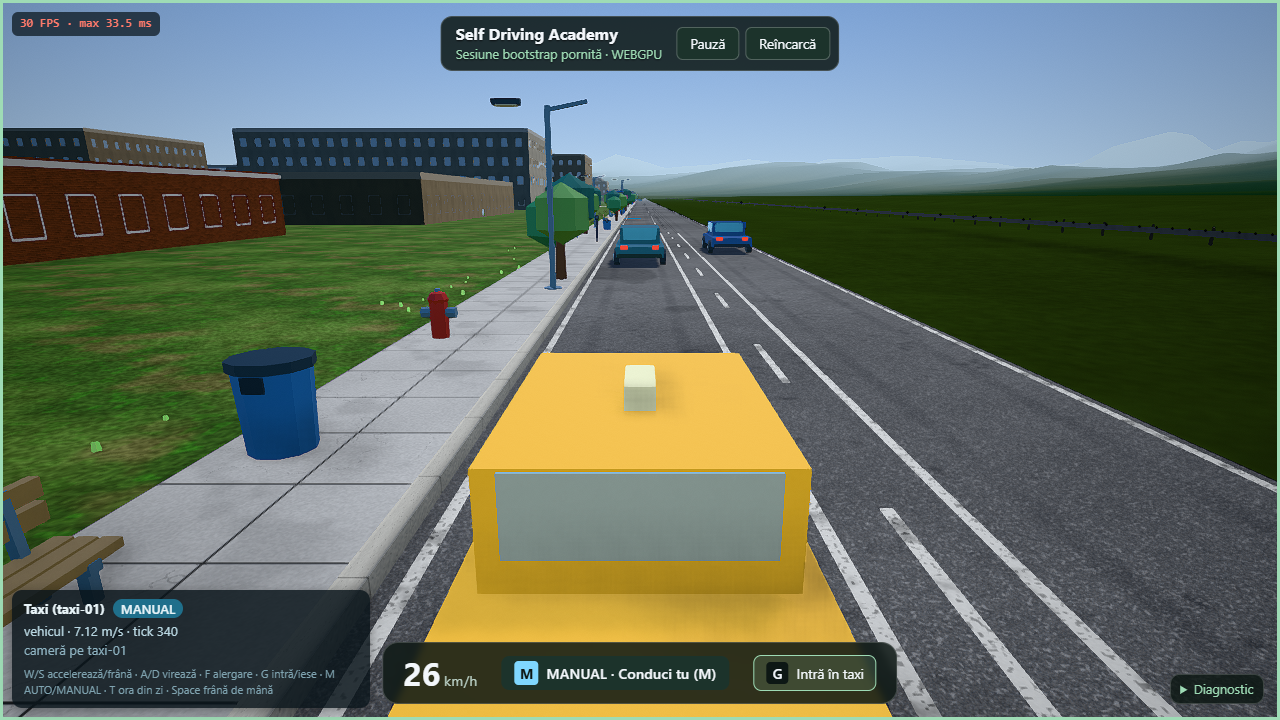 30 FPS · max 33.5 ms
Self Driving Academy
Sesiune bootstrap pornită · WEBGPU
Pauză
Reîncarcă
Taxi (taxi-01) MANUAL
vehicul · 7.12 m/s · tick 340
cameră pe taxi-01
W/S accelerează/frână · A/D virează · F alergare · G intră/iese · M
AUTO/MANUAL · T ora din zi · Space frână de mână
26 km/h
M MANUAL · Conduci tu (M)
G Intră în taxi
▶ Diagnostic